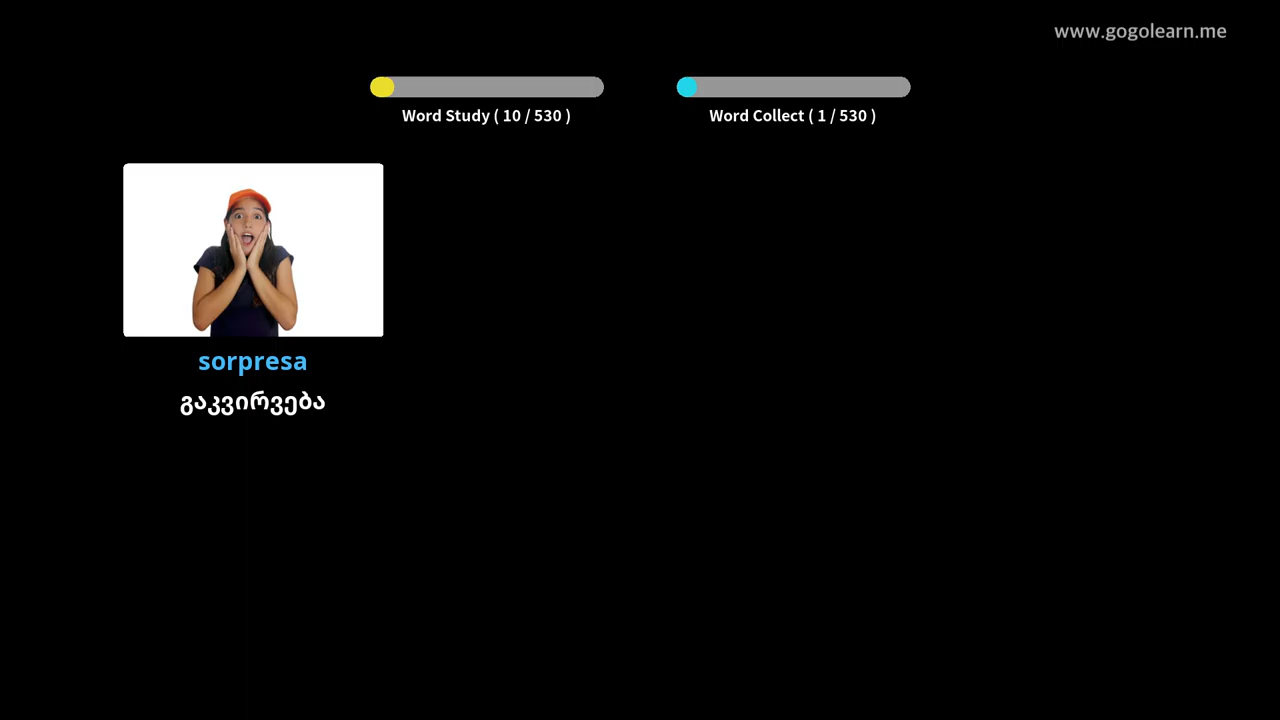 www.gogolearn.me
Word Study ( 10 / 530 )
Word Collect ( 1 / 530 )
sorpresa
გაკვირვება